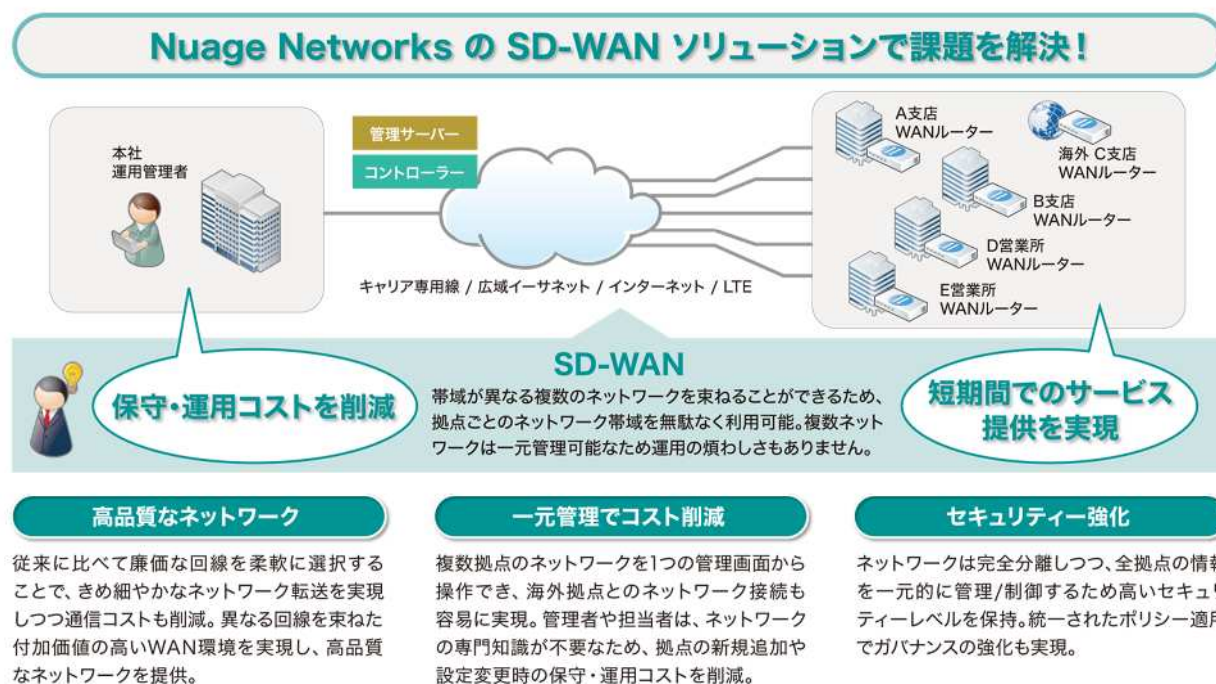 Nuage Networks の SD-WAN ソリューションで課題を解決！
本社
運用管理者
管理サーバー
コントローラー
キャリア専用線 / 広域イーサネット / インターネット / LTE
A支店
WANルーター
海外 C支店
WANルーター
B支店
WANルーター
D営業所
WANルーター
E営業所
WANルーター
保守・運用コストを削減
SD-WAN
帯域が異なる複数のネットワークを束ねることができるため、
拠点ごとのネットワーク帯域を無駄なく利用可能。複数ネット
ワークは一元管理可能なため運用の煩わしさもありません。
短期間でのサービス
提供を実現
高品質なネットワーク
従来に比べて廉価な回線を柔軟に選択する
ことで、きめ細やかなネットワーク転送を実現
しつつ通信コストも削減。異なる回線を束ねた
付加価値の高いWAN環境を実現し、高品質
なネットワークを提供。
一元管理でコスト削減
複数拠点のネットワークを1つの管理画面から
操作でき、海外拠点とのネットワーク接続も
容易に実現。管理者や担当者は、ネットワーク
の専門知識が不要なため、拠点の新規追加や
設定変更時の保守・運用コストを削減。
セキュリティー強化
ネットワークは完全分離しつつ、全拠点の情報
を一元的に管理/制御するため高いセキュリ
ティーレベルを保持。統一されたポリシー適用
でガバナンスの強化も実現。